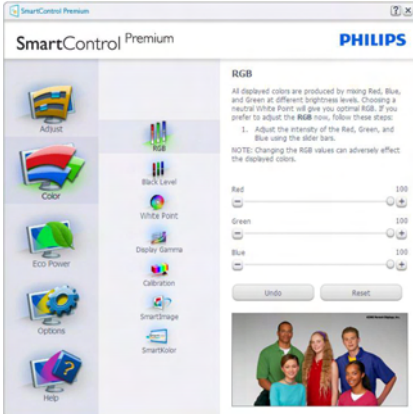 SmartControl Premium
SmartControl Premium
PHILIPS
Adjust
Color
Eco Power
Options
Help
RGB
Black Level
White Point
Display Gamma
Calibration
SmartImage
SmartKolor
RGB
All displayed colors are produced by mixing Red, Blue,
and Green at different brightness levels. Choosing a
neutral White Point will give you optimal RGB. If you
prefer to adjust the RGB now, follow these steps:
1. Adjust the intensity of the Red, Green, and
Blue using the slider bars.
NOTE: Changing the RGB values can adversely effect
the displayed colors.
Red 100
Green 100
Blue 100
Undo Reset